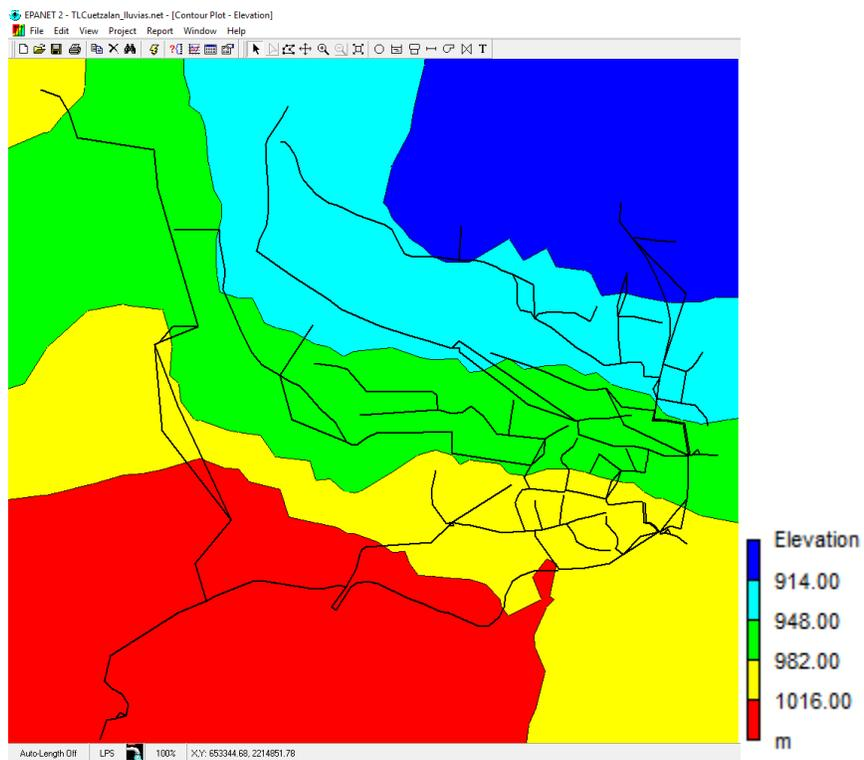 EPANET 2 - TLCuetzalan_lluvias.net - [Contour Plot - Elevation]
File Edit View Project Report Window Help
T
Elevation
914.00
948.00
982.00
1016.00
m
Auto-Length Off LPS 100% X,Y: 653344.68, 2214851.78